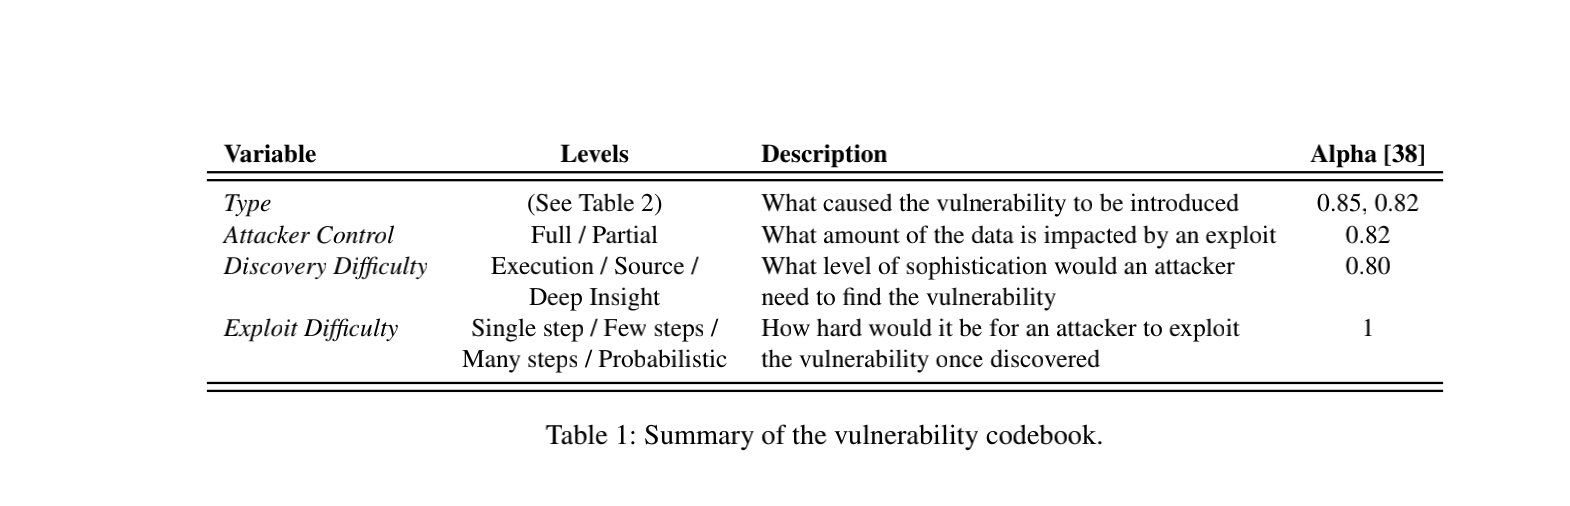 Variable Levels Description Alpha [38]
Type (See Table 2) What caused the vulnerability to be introduced 0.85, 0.82
Attacker Control Full / Partial What amount of the data is impacted by an exploit 0.82
Discovery Difficulty Execution / Source / What level of sophistication would an attacker 0.80
Deep Insight need to find the vulnerability
Exploit Difficulty Single step / Few steps / How hard would it be for an attacker to exploit 1
Many steps / Probabilistic the vulnerability once discovered
Table 1: Summary of the vulnerability codebook.